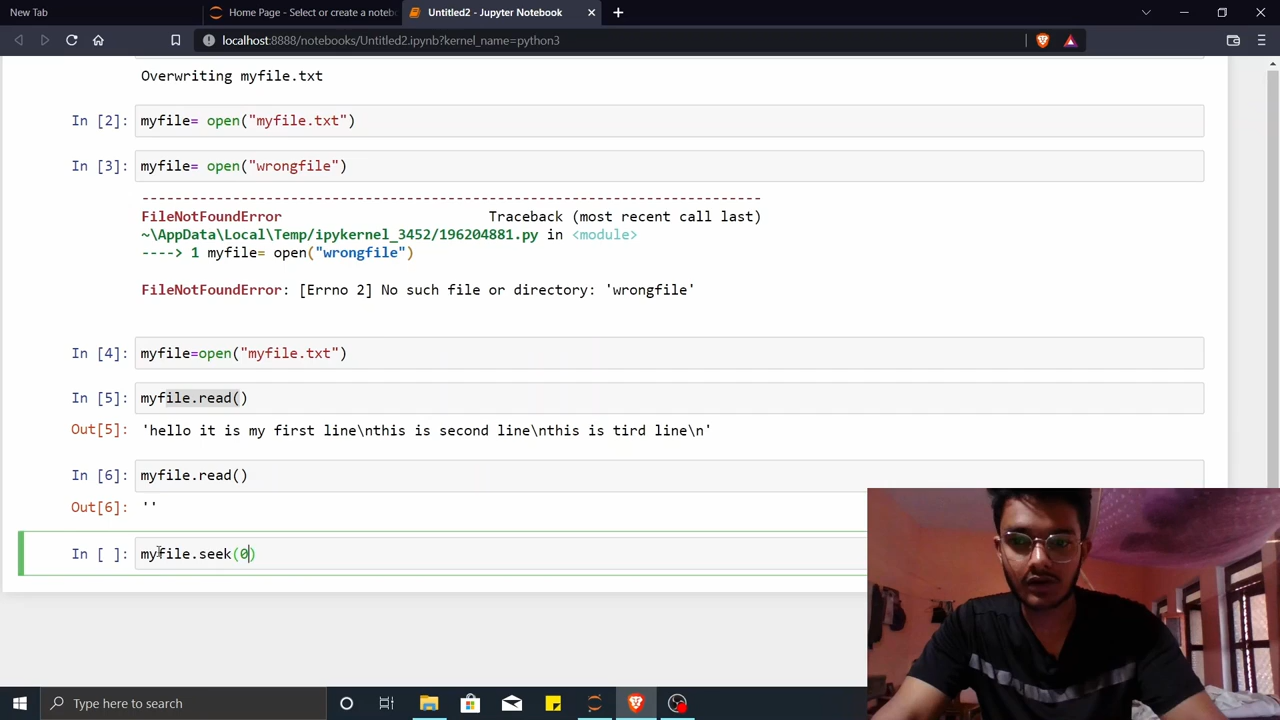 New Tab
Home Page - Select or create a noteb
Untitled2 - Jupyter Notebook
localhost:8888/notebooks/Untitled2.ipynb?kernel_name=python3
Overwriting myfile.txt
In [2]: myfile= open("myfile.txt")
In [3]: myfile= open("wrongfile")
---------------------------------------------------------------------------
FileNotFoundError Traceback (most recent call last)
~\AppData\Local\Temp/ipykernel_3452/196204881.py in <module>
----> 1 myfile= open("wrongfile")
FileNotFoundError: [Errno 2] No such file or directory: 'wrongfile'
In [4]: myfile=open("myfile.txt")
In [5]: myfile.read()
Out[5]: 'hello it is my first line\nthis is second line\nthis is tird line\n'
In [6]: myfile.read()
Out[6]: ''
In [ ]: myfile.seek(0)
Type here to search